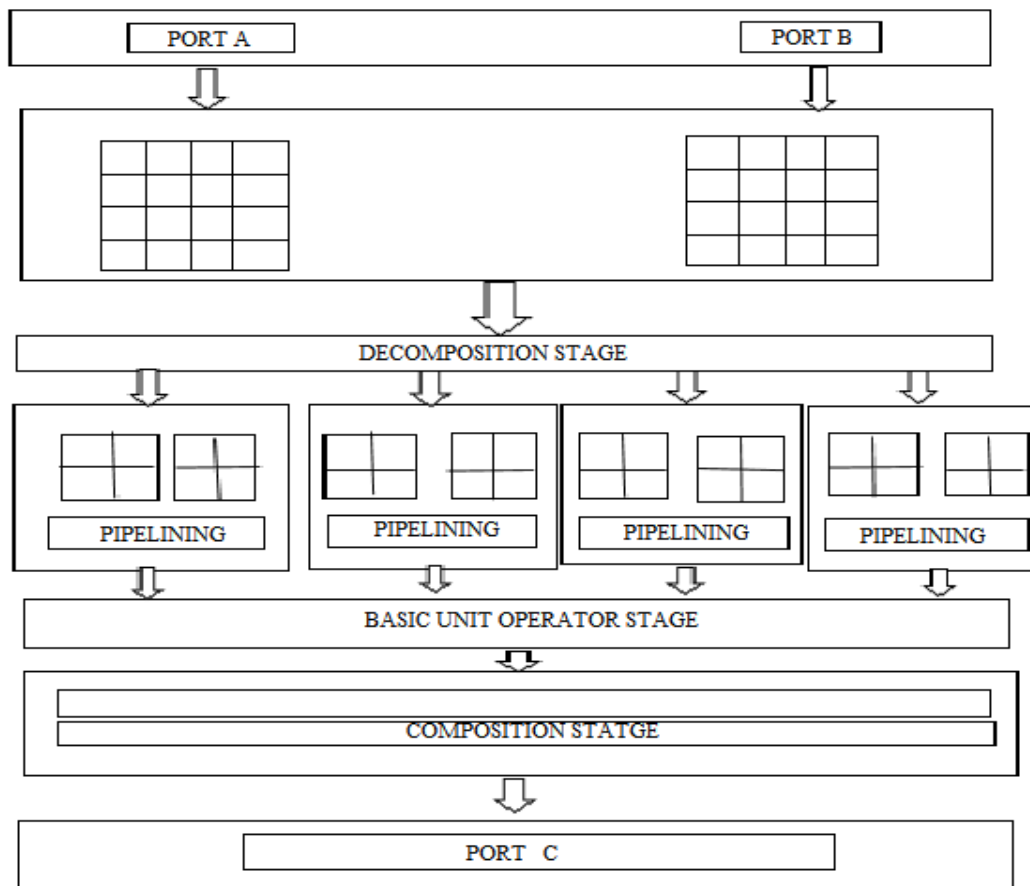 PORT A
PORT B
DECOMPOSITION STAGE
PIPELINING
PIPELINING
PIPELINING
PIPELINING
BASIC UNIT OPERATOR STAGE
COMPOSITION STATGE
PORT C